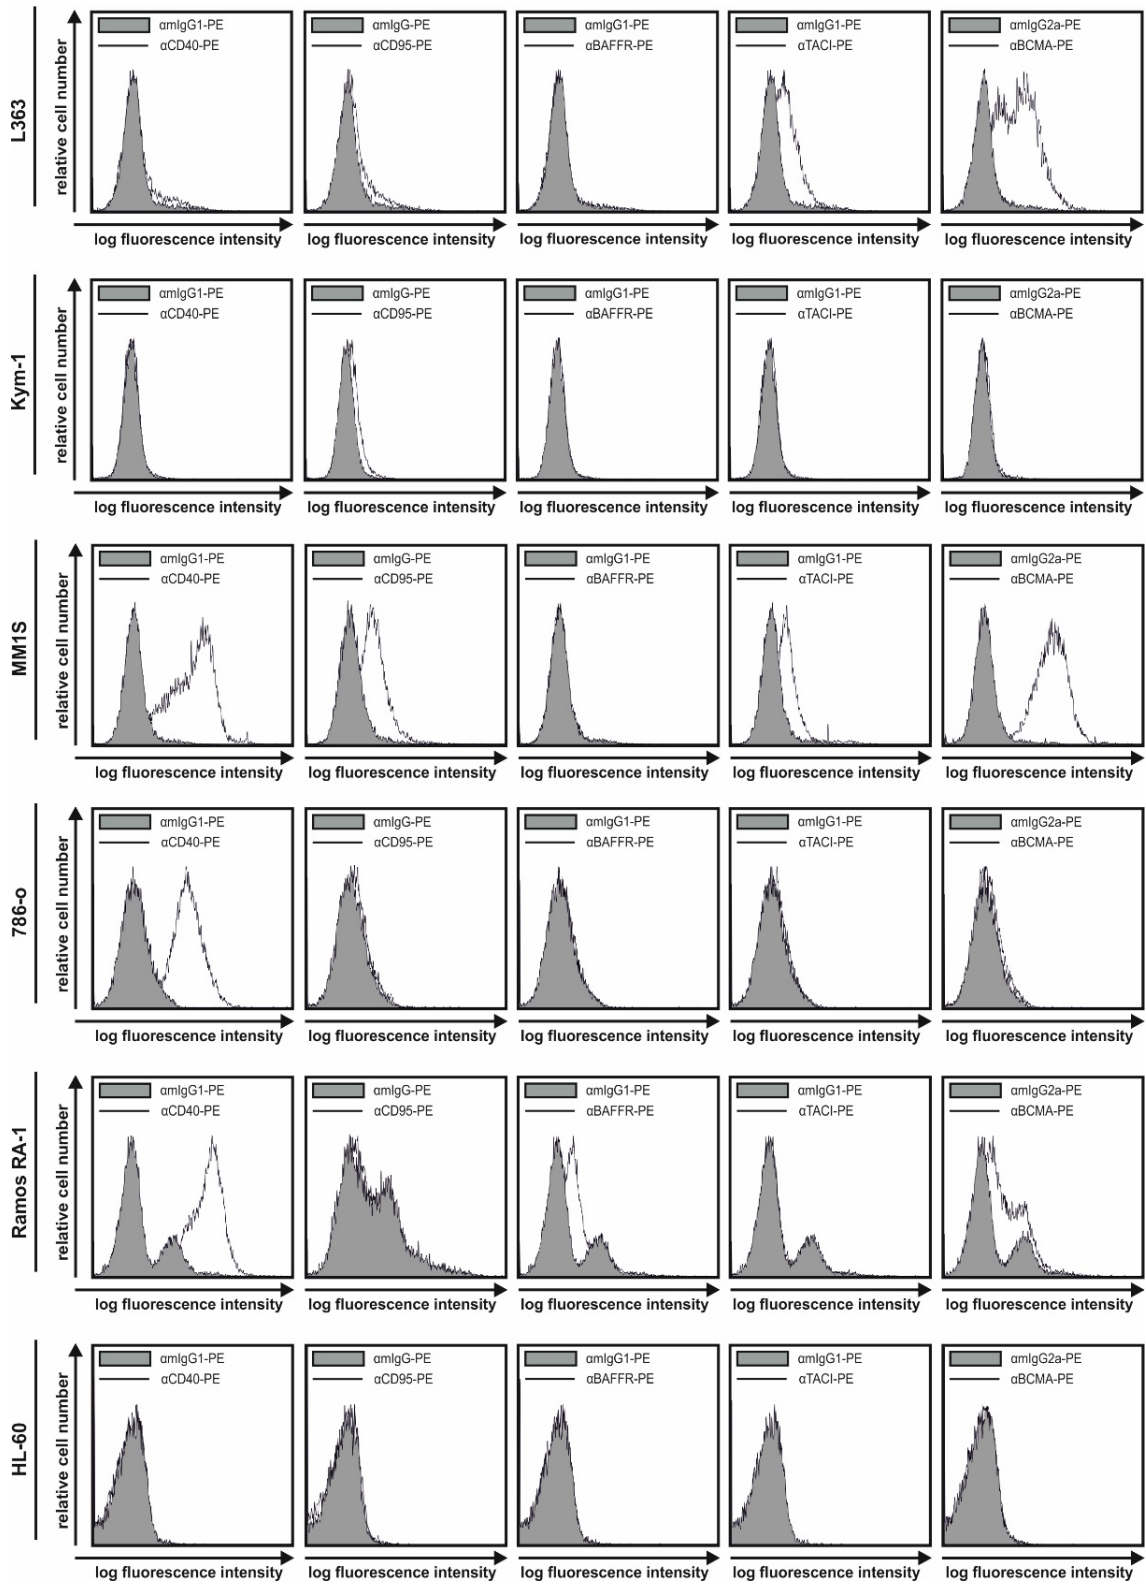 L363
relative cell number
αmIgG1-PE
αCD40-PE
log fluorescence intensity
αmIgG-PE
αCD95-PE
log fluorescence intensity
αmIgG1-PE
αBAFFR-PE
log fluorescence intensity
αmIgG1-PE
αTACI-PE
log fluorescence intensity
αmIgG2a-PE
αBCMA-PE
log fluorescence intensity
Kym-1
relative cell number
αmIgG1-PE
αCD40-PE
log fluorescence intensity
αmIgG-PE
αCD95-PE
log fluorescence intensity
αmIgG1-PE
αBAFFR-PE
log fluorescence intensity
αmIgG1-PE
αTACI-PE
log fluorescence intensity
αmIgG2a-PE
αBCMA-PE
log fluorescence intensity
MM1S
relative cell number
αmIgG1-PE
αCD40-PE
log fluorescence intensity
αmIgG-PE
αCD95-PE
log fluorescence intensity
αmIgG1-PE
αBAFFR-PE
log fluorescence intensity
αmIgG1-PE
αTACI-PE
log fluorescence intensity
αmIgG2a-PE
αBCMA-PE
log fluorescence intensity
786-o
relative cell number
αmIgG1-PE
αCD40-PE
log fluorescence intensity
αmIgG-PE
αCD95-PE
log fluorescence intensity
αmIgG1-PE
αBAFFR-PE
log fluorescence intensity
αmIgG1-PE
αTACI-PE
log fluorescence intensity
αmIgG2a-PE
αBCMA-PE
log fluorescence intensity
Ramos RA-1
relative cell number
αmIgG1-PE
αCD40-PE
log fluorescence intensity
αmIgG-PE
αCD95-PE
log fluorescence intensity
αmIgG1-PE
αBAFFR-PE
log fluorescence intensity
αmIgG1-PE
αTACI-PE
log fluorescence intensity
αmIgG2a-PE
αBCMA-PE
log fluorescence intensity
HL-60
relative cell number
αmIgG1-PE
αCD40-PE
log fluorescence intensity
αmIgG-PE
αCD95-PE
log fluorescence intensity
αmIgG1-PE
αBAFFR-PE
log fluorescence intensity
αmIgG1-PE
αTACI-PE
log fluorescence intensity
αmIgG2a-PE
αBCMA-PE
log fluorescence intensity